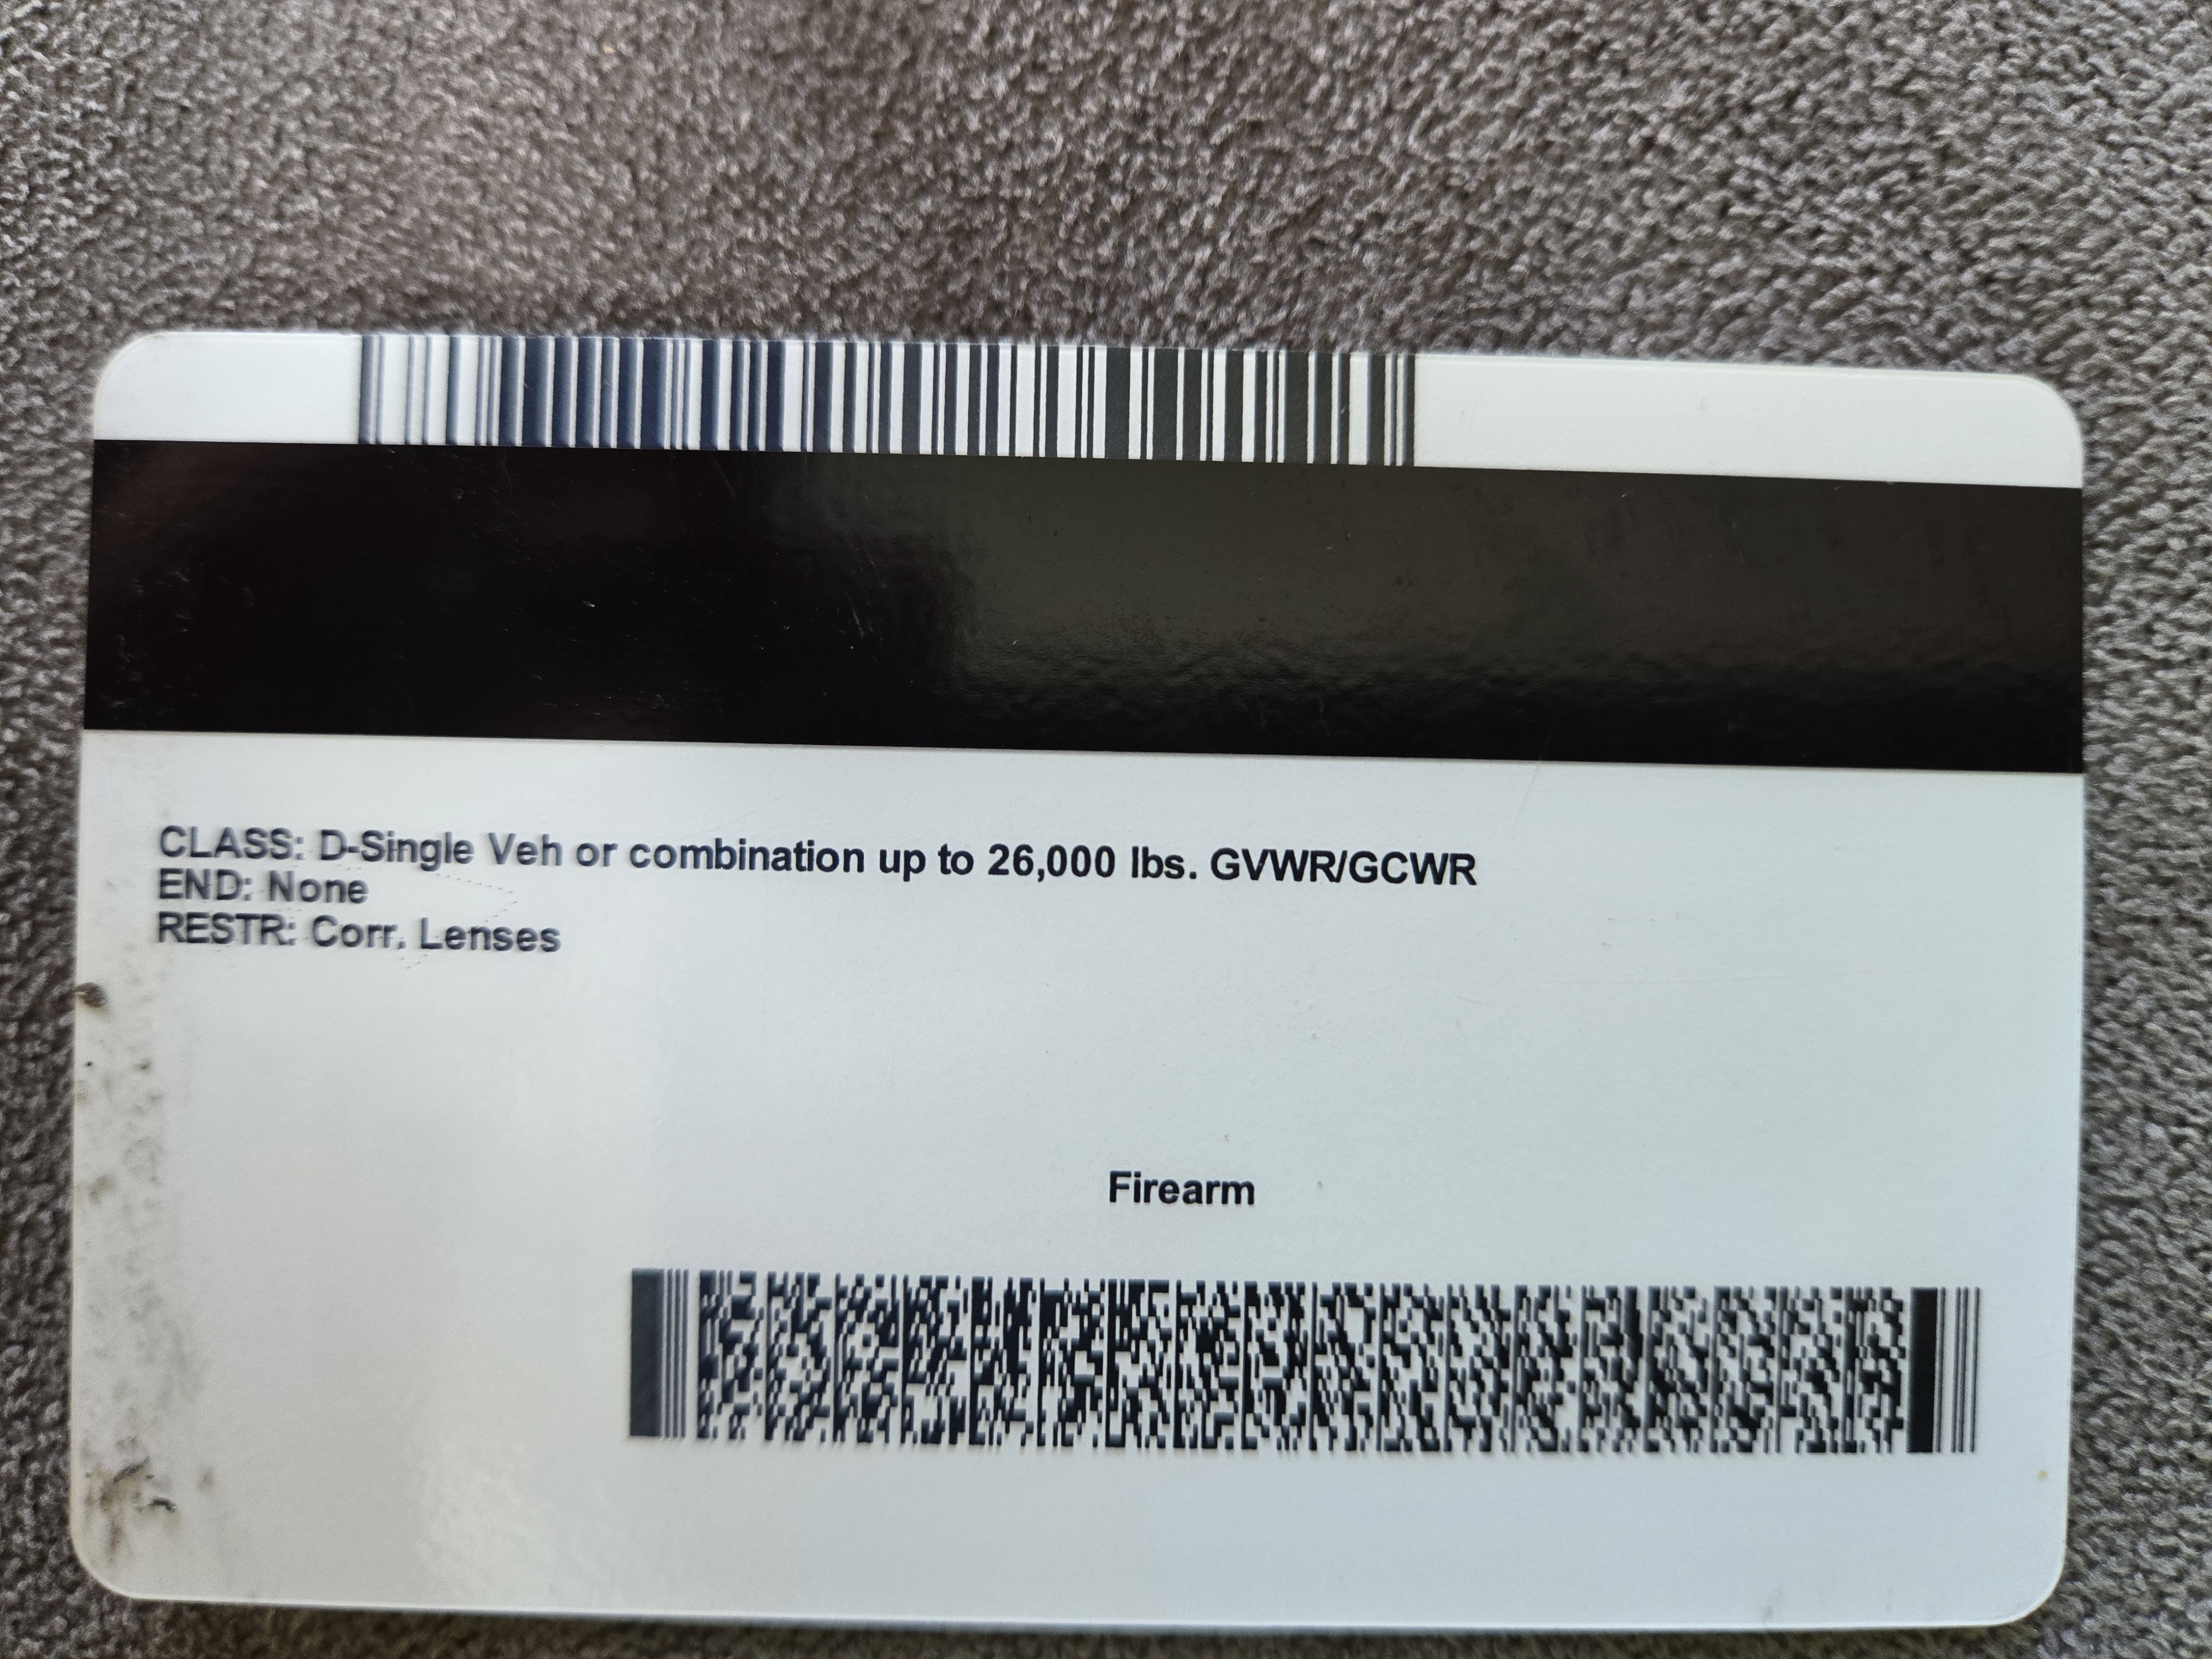 CLASS: D-Single Veh or combination up to 26,000 lbs. GVWR/GCWR
END: None
RESTR: Corr. Lenses
Firearm